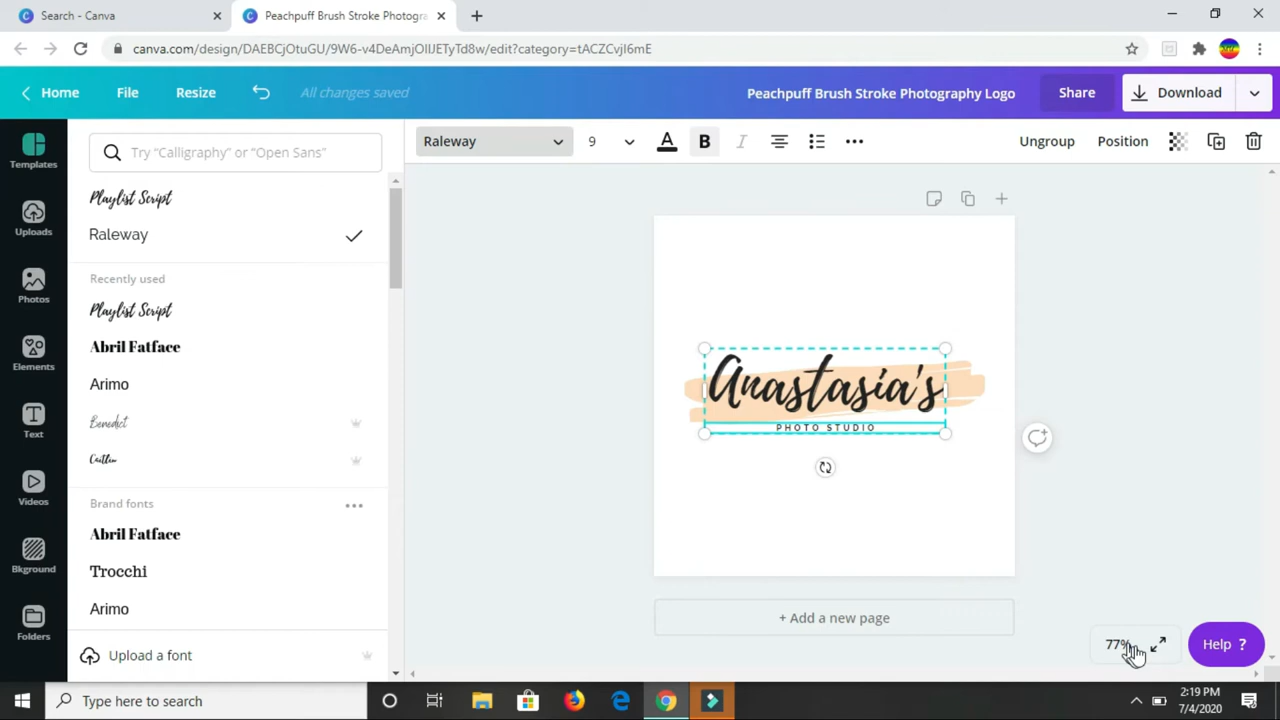 Search - Canva
Peachpuff Brush Stroke Photogra
canva.com/design/DAEBCjOtuGU/9W6-v4DeAmjOlIJETyTd8w/edit?category=tACZCvjI6mE
Home
File
Resize
All changes saved
Peachpuff Brush Stroke Photography Logo
Share
Download
Templates
Uploads
Photos
Elements
Text
Videos
Bkground
Folders
Try “Calligraphy” or “Open Sans”
Playlist Script
Raleway
Recently used
Playlist Script
Abril Fatface
Arimo
Benedict
Caitlin
Brand fonts
Abril Fatface
Trocchi
Arimo
Upload a font
Raleway
9
A
B
I
Ungroup
Position
Anastasia's
PHOTO STUDIO
+ Add a new page
77%
Help ?
Type here to search
2:19 PM
7/4/2020